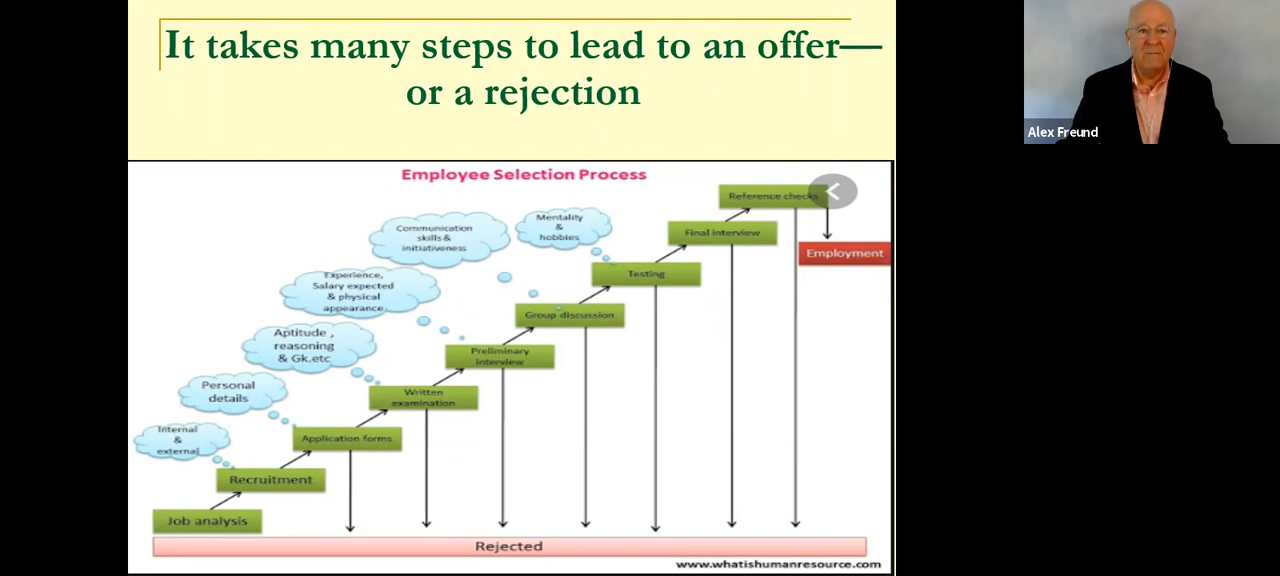 It takes many steps to lead to an offer—
or a rejection
Alex Freund
Employee Selection Process
Reference checks
Employment
Final interview
Mentality
&
hobbies
Testing
Communication
skills &
initiativeness
Group discussion
Experience,
Salary expected
& physical
appearance
Preliminary
interview
Aptitude ,
reasoning
& Gk.etc
Written
examination
Personal
details
Application forms
Internal
&
external
Recruitment
Job analysis
Rejected
www.whatishumanresource.com